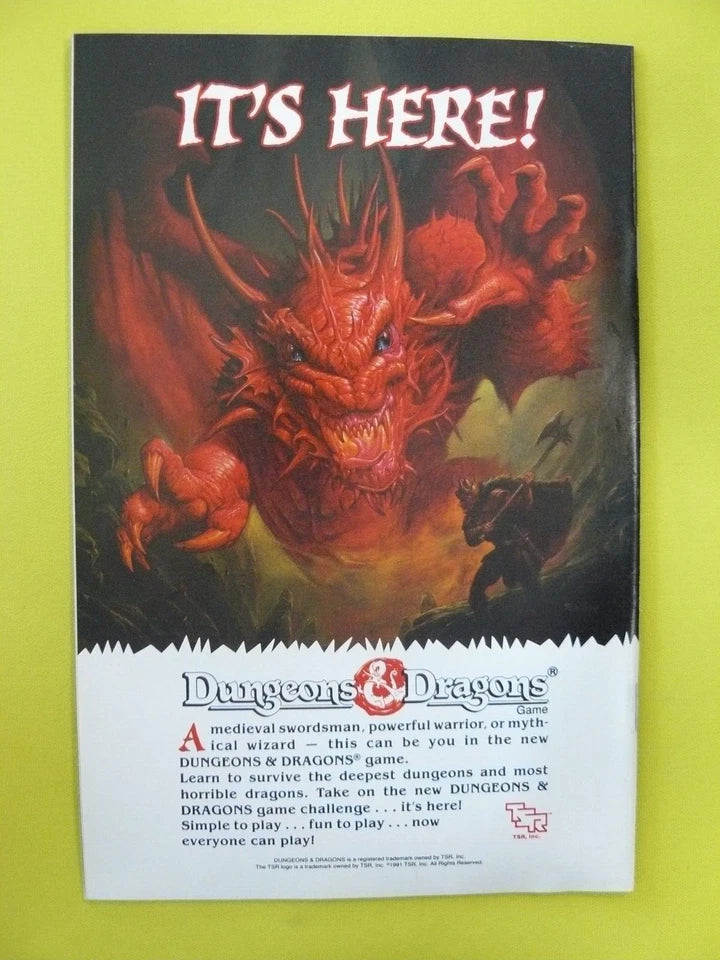 IT'S HERE!
Dungeons & Dragons®
Game
A medieval swordsman, powerful warrior, or myth-
ical wizard — this can be you in the new
DUNGEONS & DRAGONS® game.
Learn to survive the deepest dungeons and most
horrible dragons. Take on the new DUNGEONS &
DRAGONS game challenge . . . it's here!
Simple to play . . . fun to play . . . now
everyone can play!
TSR
TSR, Inc.
DUNGEONS & DRAGONS is a registered trademark owned by TSR, Inc.
The TSR logo is a trademark owned by TSR, Inc. ©1991 TSR, Inc. All Rights Reserved.